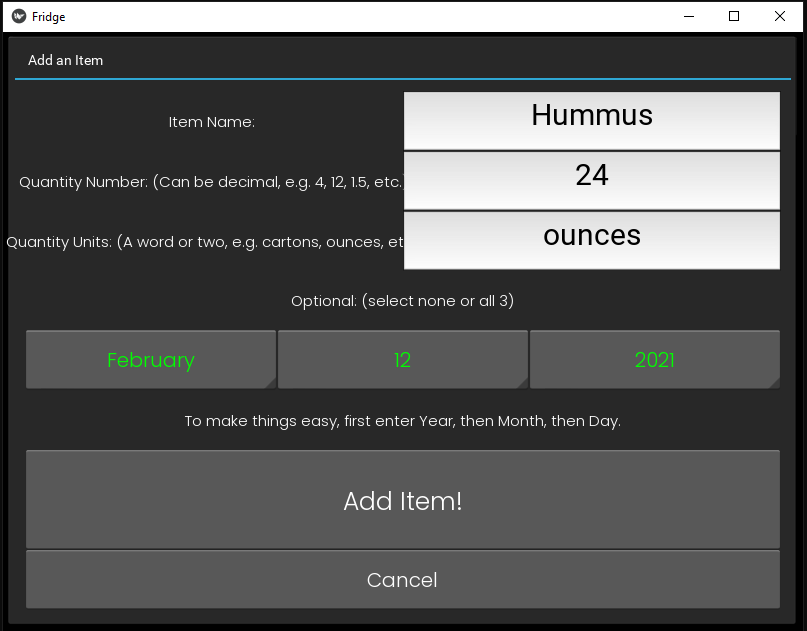 Fridge
Add an Item
Item Name: Hummus
Quantity Number: (Can be decimal, e.g. 4, 12, 1.5, etc. 24
Quantity Units: (A word or two, e.g. cartons, ounces, et ounces
Optional: (select none or all 3)
February 12 2021
To make things easy, first enter Year, then Month, then Day.
Add Item!
Cancel